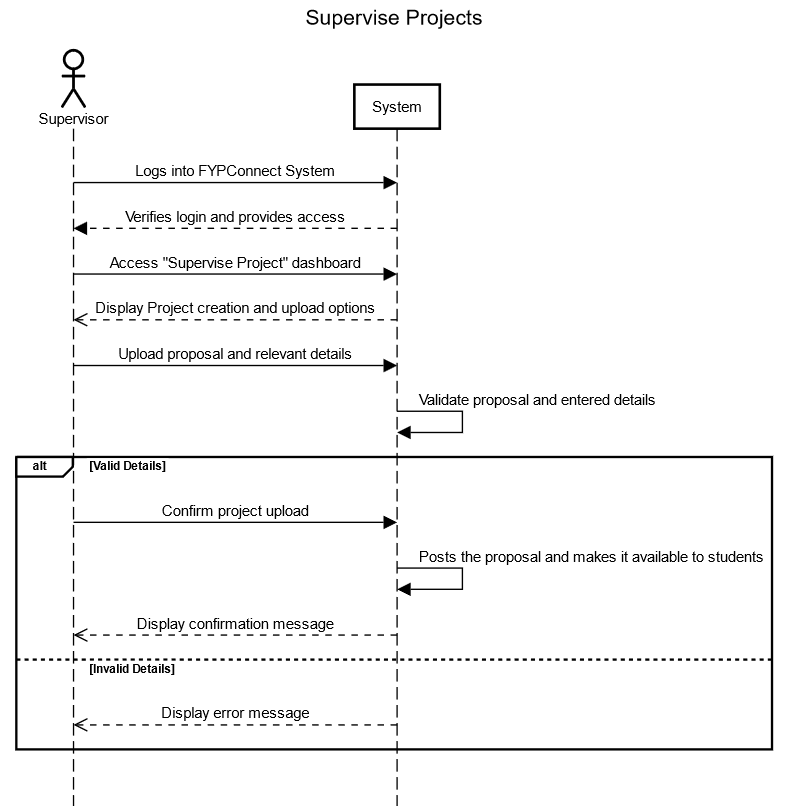 Supervise Projects
Supervisor
System
Logs into FYPConnect System
Verifies login and provides access
Access "Supervise Project" dashboard
Display Project creation and upload options
Upload proposal and relevant details
Validate proposal and entered details
alt
[Valid Details]
Confirm project upload
Posts the proposal and makes it available to students
Display confirmation message
[Invalid Details]
Display error message